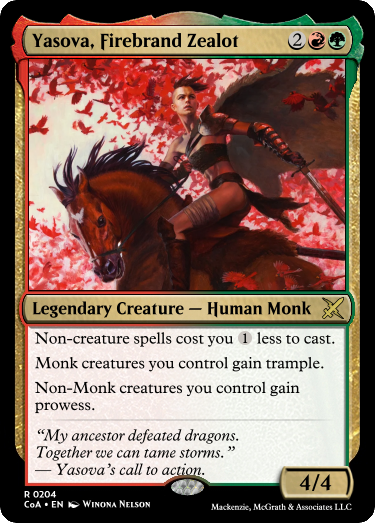 Yasova, Firebrand Zealot 2
Legendary Creature — Human Monk
Non-creature spells cost you 1 less to cast.
Monk creatures you control gain trample.
Non-Monk creatures you control gain
prowess.
“My ancestor defeated dragons.
Together we can tame storms.”
— Yasova’s call to action.
4/4
R 0204
CoA • EN Winona Nelson
Mackenzie, McGrath & Associates LLC